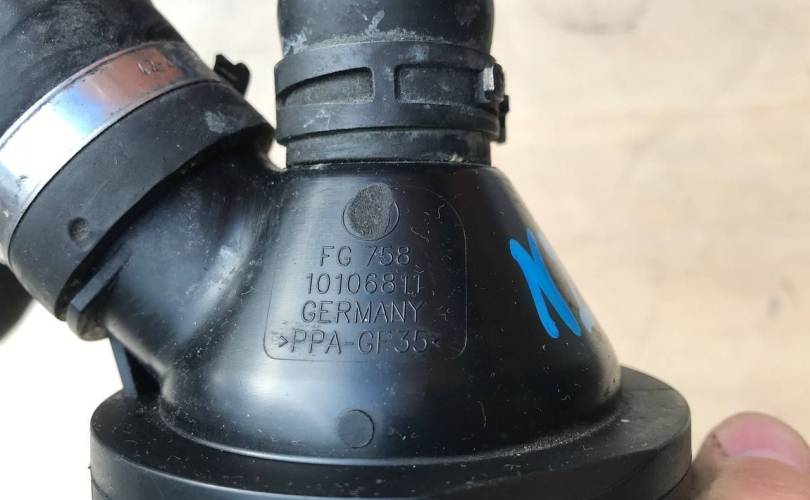 FG 758
10106811
GERMANY
>PPA-GF35<
N